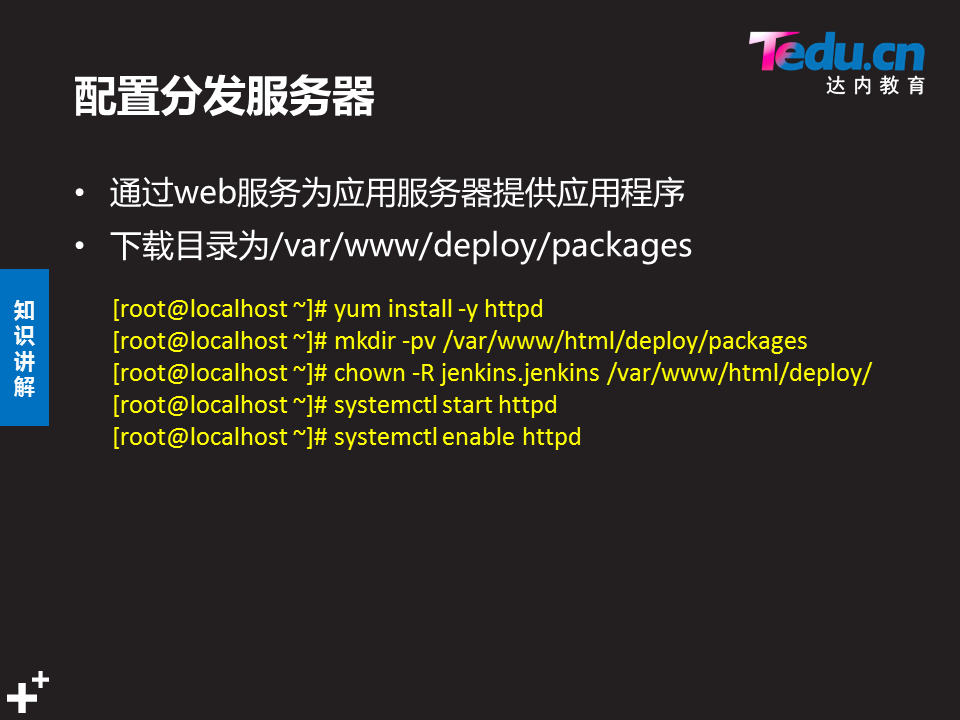 Tedu.cn
达内教育
配置分发服务器
• 通过web服务为应用服务器提供应用程序
• 下载目录为/var/www/deploy/packages
知识讲解
[root@localhost ~]# yum install -y httpd
[root@localhost ~]# mkdir -pv /var/www/html/deploy/packages
[root@localhost ~]# chown -R jenkins.jenkins /var/www/html/deploy/
[root@localhost ~]# systemctl start httpd
[root@localhost ~]# systemctl enable httpd